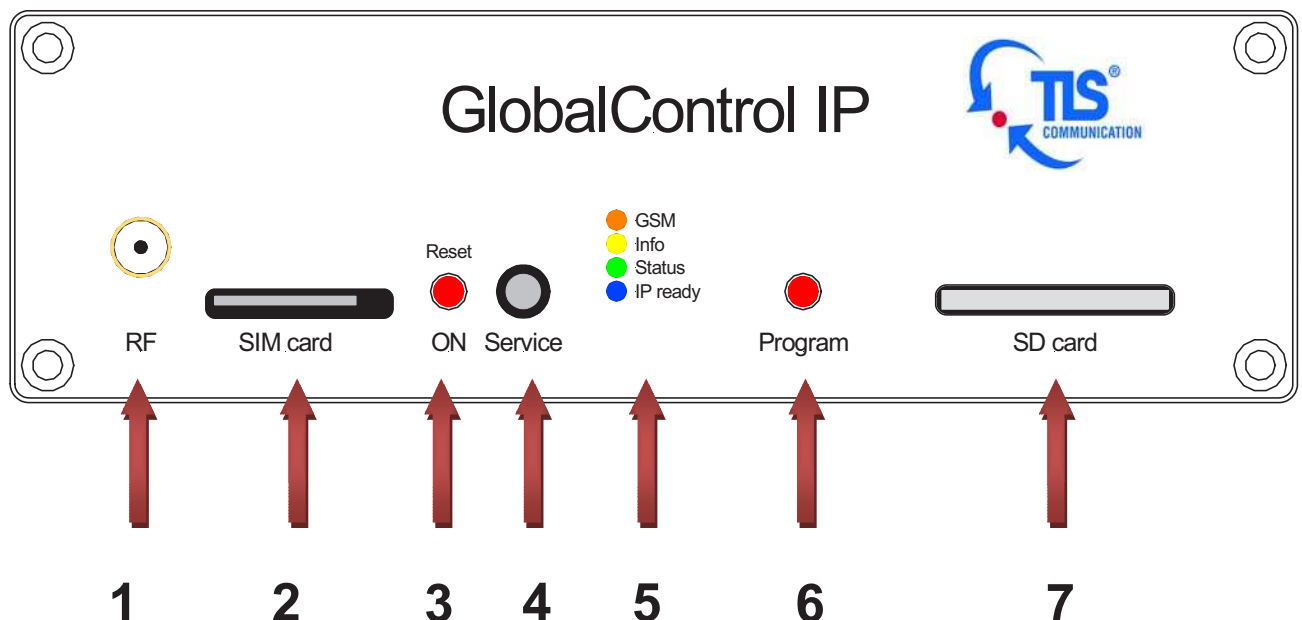 GlobalControl IP
TLS®
COMMUNICATION
GSM
Info
Status
IP ready
Reset
RF
SIM card
ON
Service
Program
SD card
1 2 3 4 5 6 7